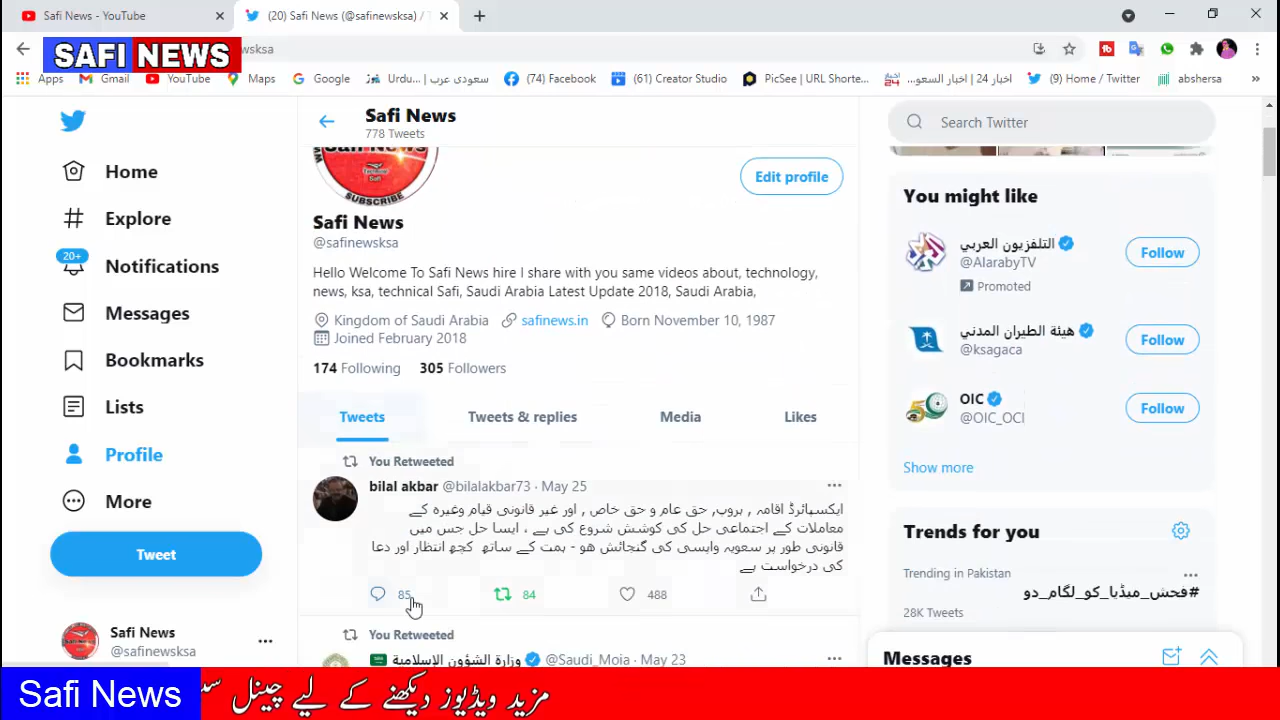 Safi News - YouTube
(20) Safi News (@safinewsksa) / T
SAFI NEWS
wsksa
Apps
Gmail
YouTube
Maps
Google
Urdu... سعودی عرب |
(74) Facebook
(61) Creator Studio
PicSee | URL Shorte...
اخبار 24 | اخبار السعو...
(9) Home / Twitter
abshersa
Safi News
778 Tweets
SUBSCRIBE
Edit profile
Safi News
@safinewsksa
Hello Welcome To Safi News hire I share with you same videos about, technology,
news, ksa, technical Safi, Saudi Arabia Latest Update 2018, Saudi Arabia,
Kingdom of Saudi Arabia safinews.in Born November 10, 1987
Joined February 2018
174 Following 305 Followers
Tweets
Tweets & replies
Media
Likes
You Retweeted
bilal akbar @bilalakbar73 · May 25
ایکسپائرڈ اقامہ , ہروب, حق عام و حق خاص , اور غیر قانونی قیام وغیرہ کے
معاملات کے اجتماعی حل کی کوشش شروع کی ہے ، ایسا حل جس میں
قانونی طور پر سعودیہ واپسی کی گنجائش ھو - ہمت کے ساتھ کچھ انتظار اور دعا
کی درخواست ہے
85 84 488
You Retweeted
وزارة الشؤون الإسلامية @Saudi_Moia · May 23
Home
Explore
20+
Notifications
Messages
Bookmarks
Lists
Profile
More
Tweet
Safi News
@safinewsksa
Search Twitter
You might like
التلفزيون العربي
@AlarabyTV
Promoted
Follow
هيئة الطيران المدني
@ksagaca
Follow
OIC
@OIC_OCI
Follow
Show more
Trends for you
Trending in Pakistan
#فحش_میڈیا_کو_لگام_دو
28K Tweets
Messages
Safi News
مزید ویڈیوز دیکھنے کے لیے چینل